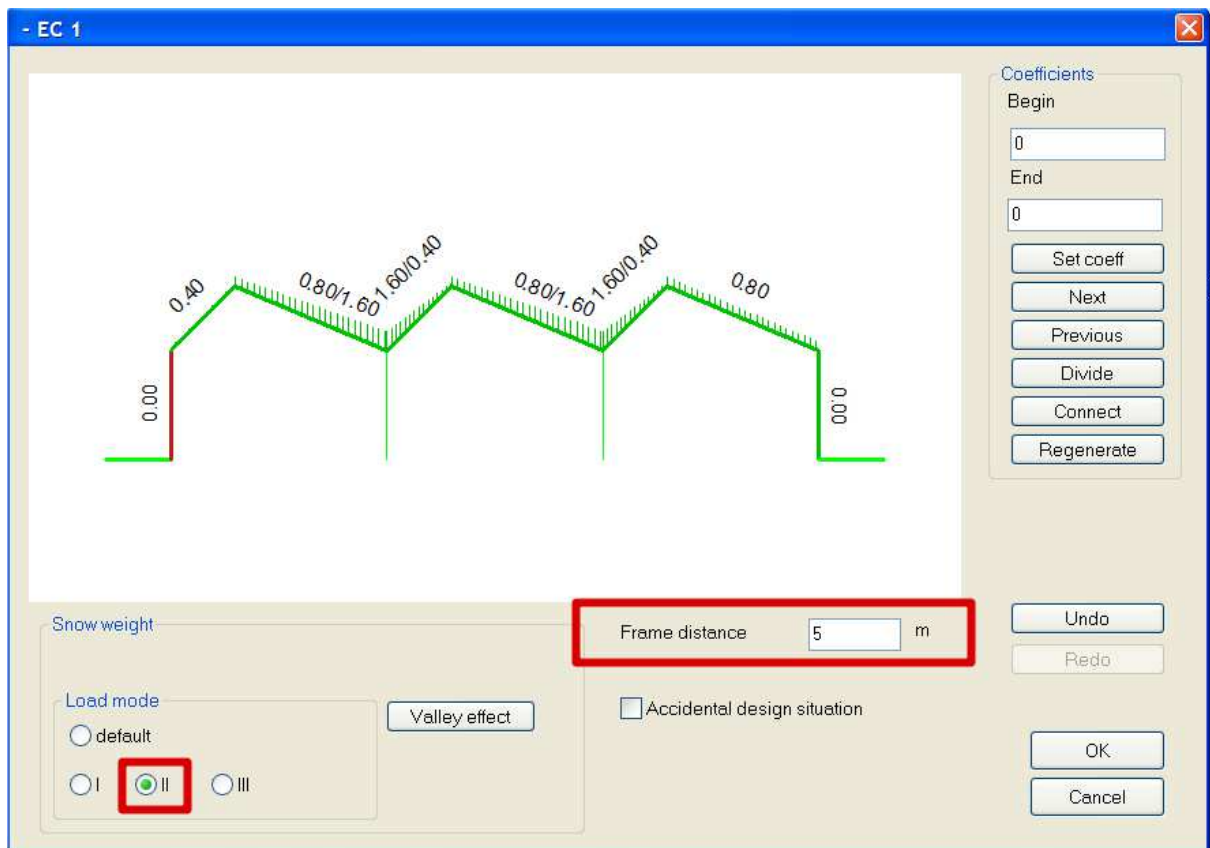 - EC 1
Coefficients
Begin
0
End
0
Set coeff
Next
Previous
Divide
Connect
Regenerate
0.00
0.40
0.80/1.60
1.60/0.40
0.80/1.60
1.60/0.40
0.80
0.00
Snow weight
Frame distance 5 m
Undo
Redo
Load mode
default
Valley effect
Accidental design situation
I II III
OK
Cancel